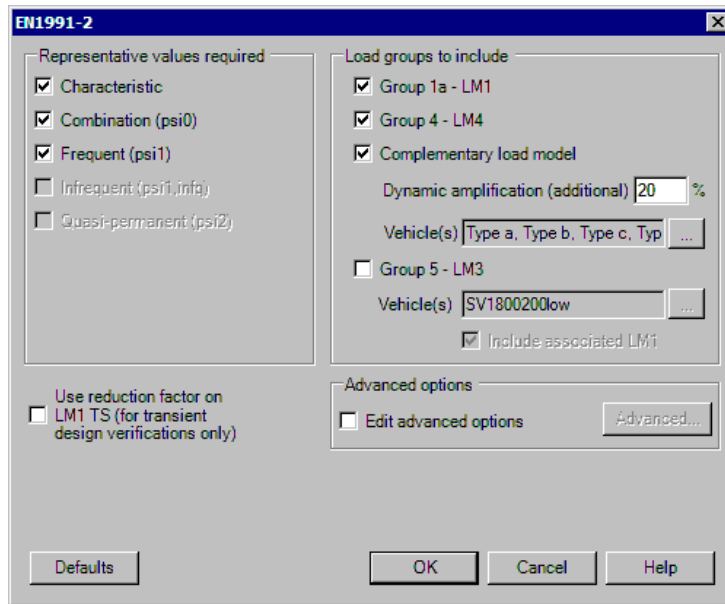 EN1991-2
Representative values required
Characteristic
Combination (psi0)
Frequent (psi1)
Infrequent (psi1,infq)
Quasi-permanent (psi2)
Load groups to include
Group 1a - LM1
Group 4 - LM4
Complementary load model
Dynamic amplification (additional) 20 %
Vehicle(s) Type a, Type b, Type c, Typ ...
Group 5 - LM3
Vehicle(s) SV1800200low ...
Include associated LM1
Use reduction factor on
LM1 TS (for transient
design verifications only)
Advanced options
Edit advanced options Advanced...
Defaults OK Cancel Help